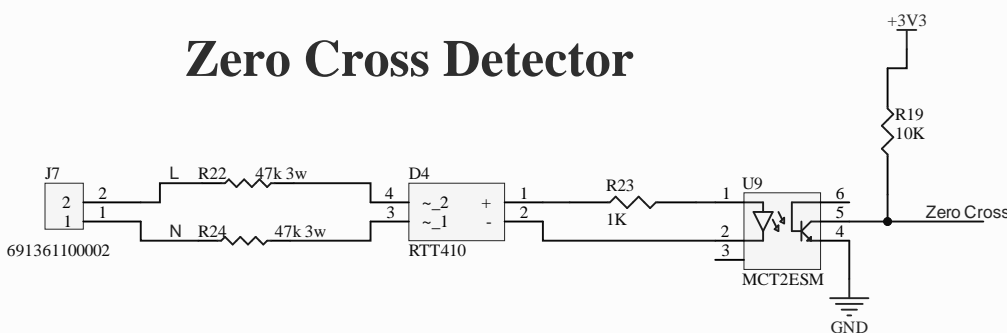 +3V3
Zero Cross Detector
R19
10K
J7
L
R22
47k 3w
D4
R23
U9
2
2
4
~_2
+
1
1
6
1
1
3
~_1
-
2
1K
5
Zero Cross
N
R24
47k 3w
2
4
3
691361100002
RTT410
MCT2ESM
GND